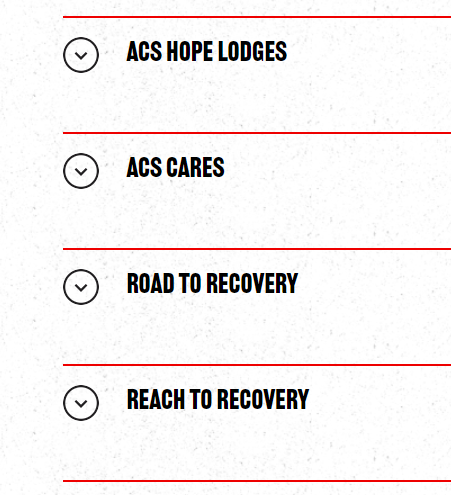 ACS HOPE LODGES
ACS CARES
ROAD TO RECOVERY
REACH TO RECOVERY